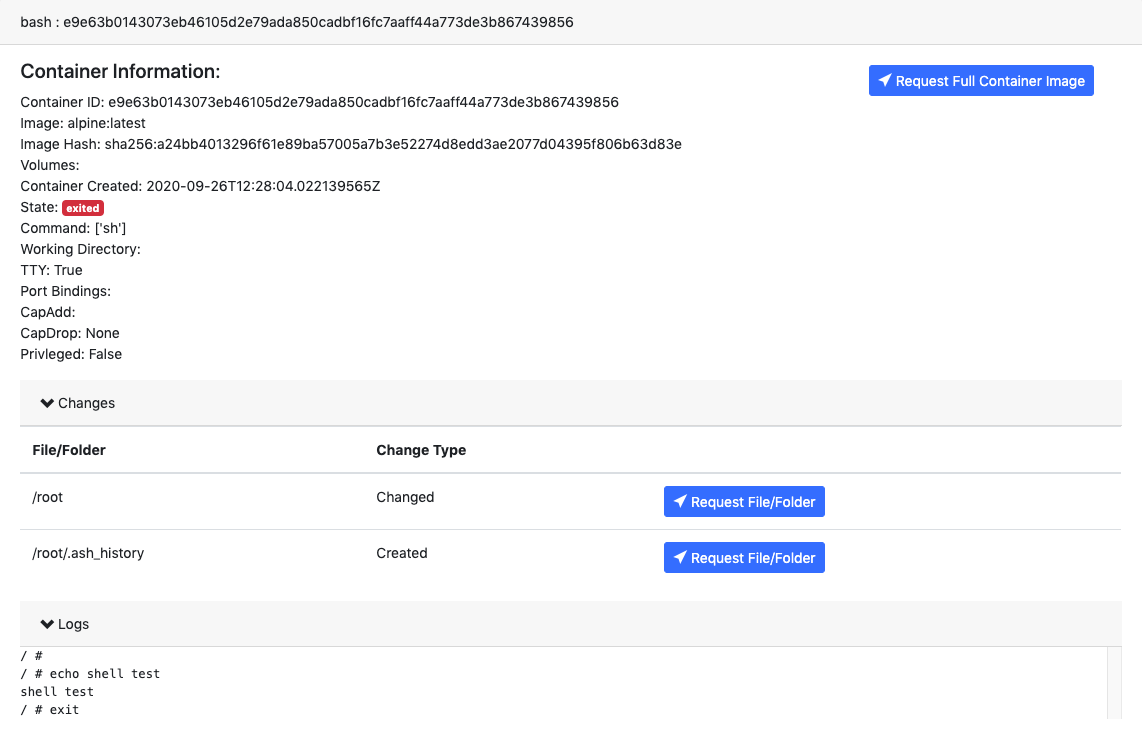 bash : e9e63b0143073eb46105d2e79ada850cadbf16fc7aaff44a773de3b867439856
Container Information:
Request Full Container Image
Container ID: e9e63b0143073eb46105d2e79ada850cadbf16fc7aaff44a773de3b867439856
Image: alpine:latest
Image Hash: sha256:a24bb4013296f61e89ba57005a7b3e52274d8edd3ae2077d04395f806b63d83e
Volumes:
Container Created: 2020-09-26T12:28:04.022139565Z
State: exited
Command: ['sh']
Working Directory:
TTY: True
Port Bindings:
CapAdd:
CapDrop: None
Privleged: False
Changes
File/Folder Change Type
/root Changed Request File/Folder
/root/.ash_history Created Request File/Folder
Logs
/ #
/ # echo shell test
shell test
/ # exit